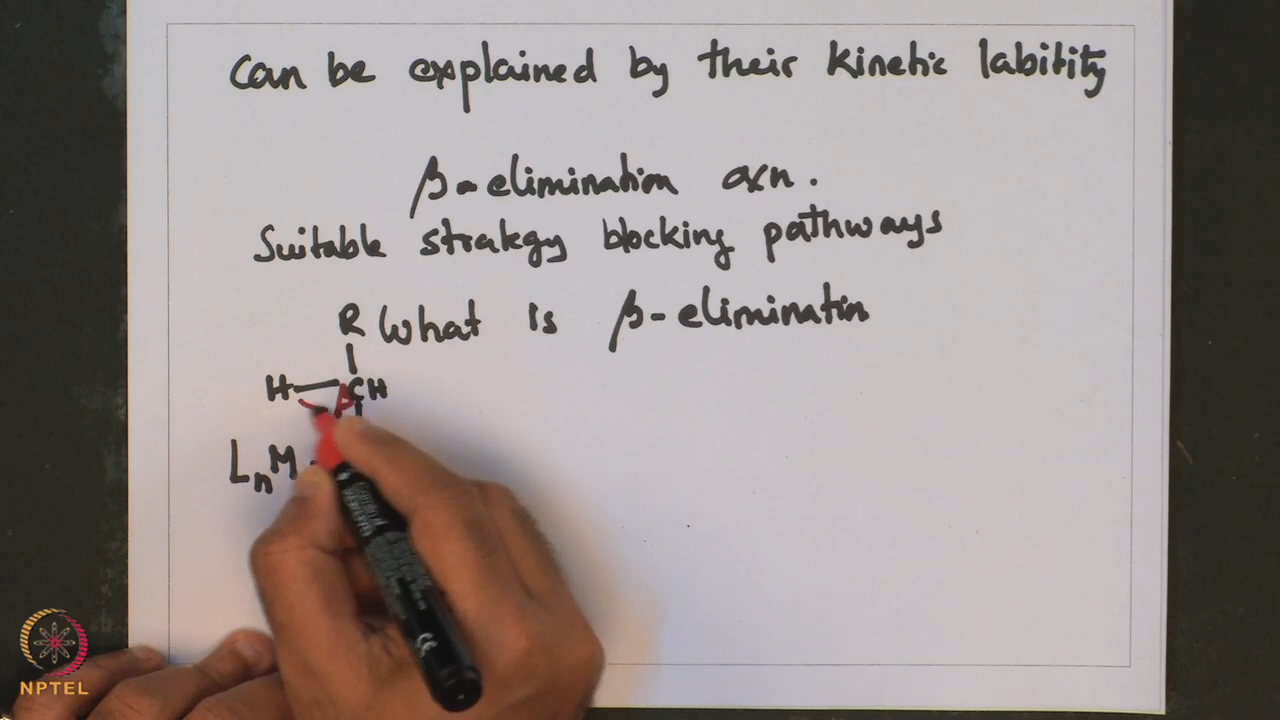 Can be explained by their kinetic lability
β-elimination rxn.
Suitable strategy blocking pathways
R What is β-elimination
H CH
LnM
NPTEL